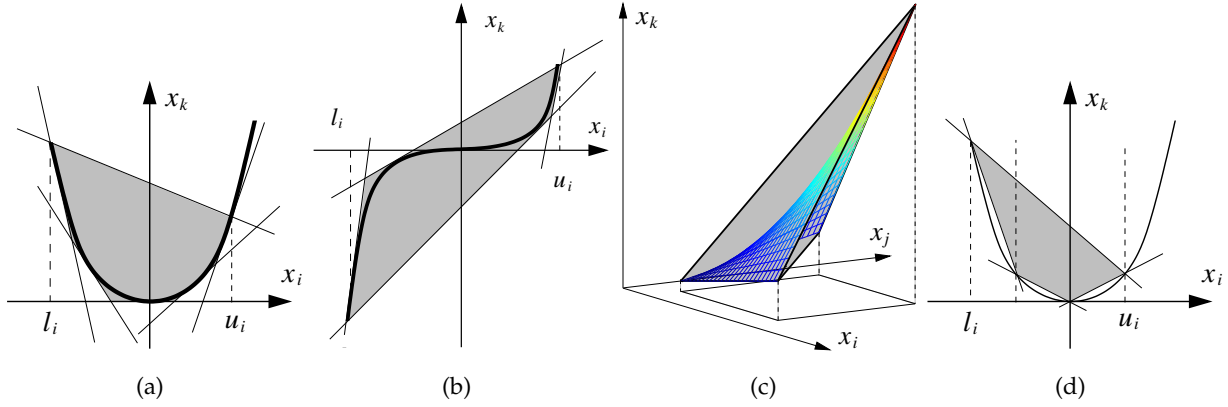 x_k
x_i
l_i
u_i
(a)
x_k
l_i
x_i
u_i
(b)
x_k
x_j
x_i
(c)
x_k
x_i
l_i
u_i
(d)